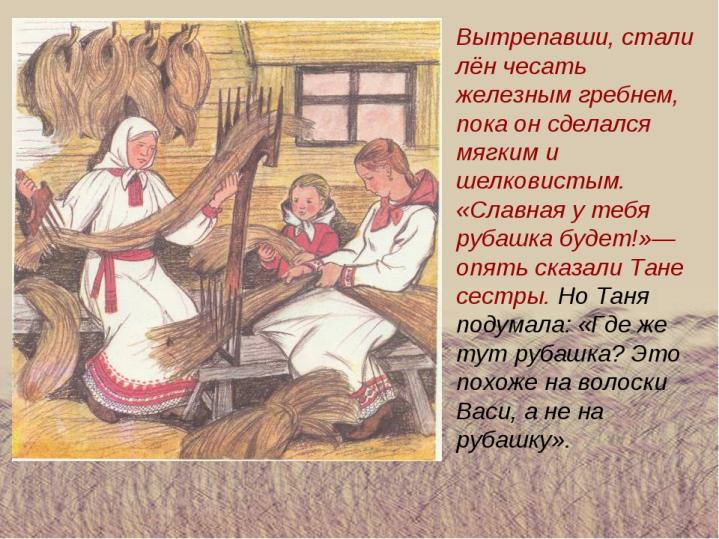 Вытрепавши, стали
лён чесать
железным гребнем,
пока он сделался
мягким и
шелковистым.
«Славная у тебя
рубашка будет!»—
опять сказали Тане
сестры. Но Таня
подумала: «Где же
тут рубашка? Это
похоже на волоски
Васи, а не на
рубашку».